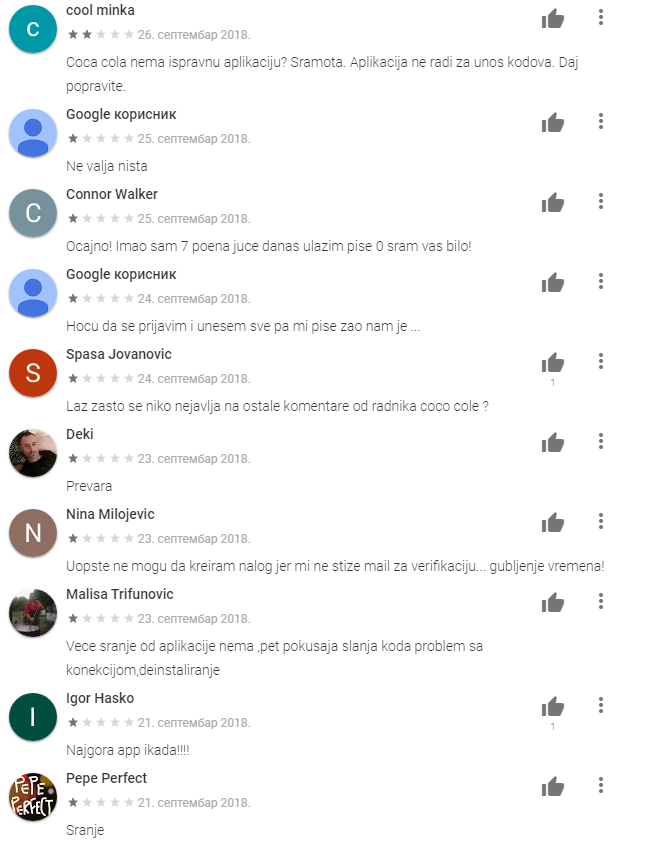 cool minka
26. септембар 2018.
Coca cola nema ispravnu aplikaciju? Sramota. Aplikacija ne radi za unos kodova. Daj
popravite.
Google корисник
25. септембар 2018.
Ne valja nista
C
Connor Walker
25. септембар 2018.
Ocajno! Imao sam 7 poena juce danas ulazim pise 0 sram vas bilo!
Google корисник
24. септембар 2018.
Hocu da se prijavim i unesem sve pa mi pise zao nam je ...
S
Spasa Jovanovic
24. септембар 2018.
1
Laz zasto se niko nejavlja na ostale komentare od radnika coco cole ?
Deki
23. септембар 2018.
Prevara
N
Nina Milojevic
23. септембар 2018.
Uopste ne mogu da kreiram nalog jer mi ne stize mail za verifikaciju... gubljenje vremena!
Malisa Trifunovic
23. септембар 2018.
Vece sranje od aplikacije nema ,pet pokusaja slanja koda problem sa
konekcijom,deinstaliranje
I
Igor Hasko
21. септембар 2018.
1
Najgora app ikada!!!!
PEPE
PERFECT
Pepe Perfect
21. септембар 2018.
Sranje